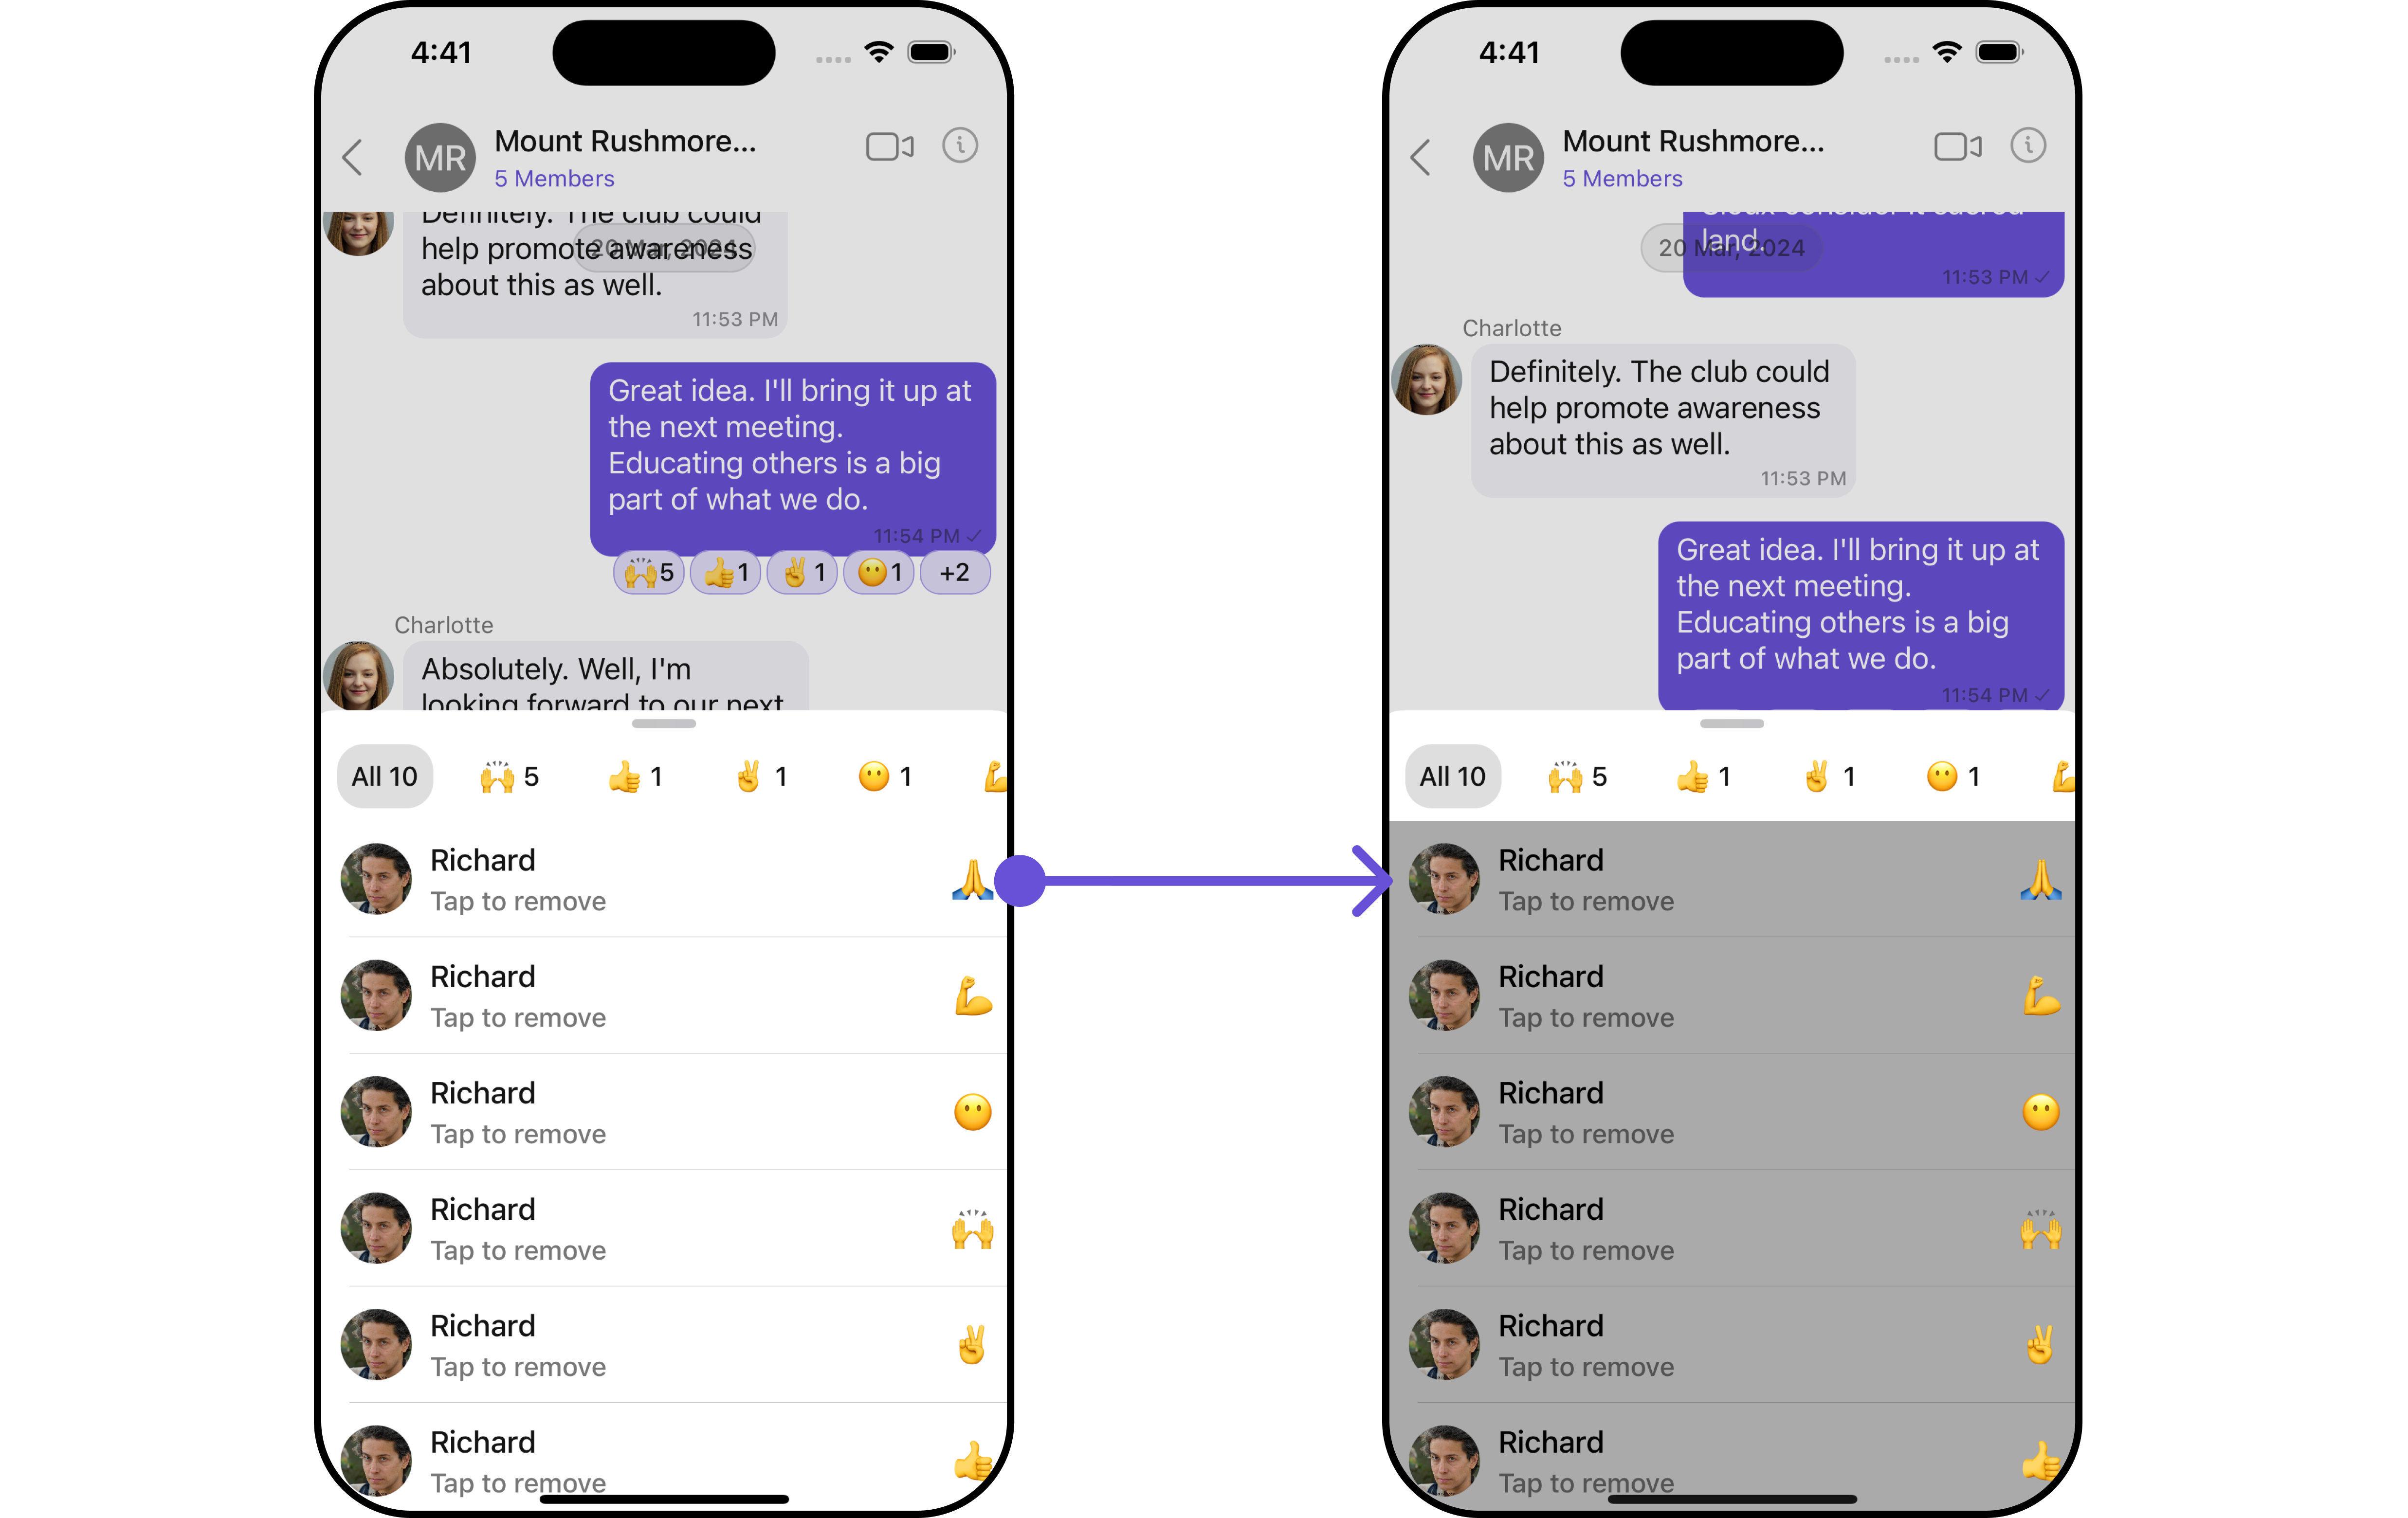 4:41
MR
Mount Rushmore...
5 Members
Definitely. The club could
help promote awareness
about this as well.
20 Mar, 2024
11:53 PM
Great idea. I'll bring it up at
the next meeting.
Educating others is a big
part of what we do.
11:54 PM
5
1
1
1
+2
Charlotte
Absolutely. Well, I'm
looking forward to our next
All 10
5
1
1
1
Richard
Tap to remove
Richard
Tap to remove
Richard
Tap to remove
Richard
Tap to remove
Richard
Tap to remove
Richard
Tap to remove
4:41
MR
Mount Rushmore...
5 Members
Sioux consider it sacred
land.
20 Mar, 2024
11:53 PM
Charlotte
Definitely. The club could
help promote awareness
about this as well.
11:53 PM
Great idea. I'll bring it up at
the next meeting.
Educating others is a big
part of what we do.
11:54 PM
All 10
5
1
1
1
Richard
Tap to remove
Richard
Tap to remove
Richard
Tap to remove
Richard
Tap to remove
Richard
Tap to remove
Richard
Tap to remove